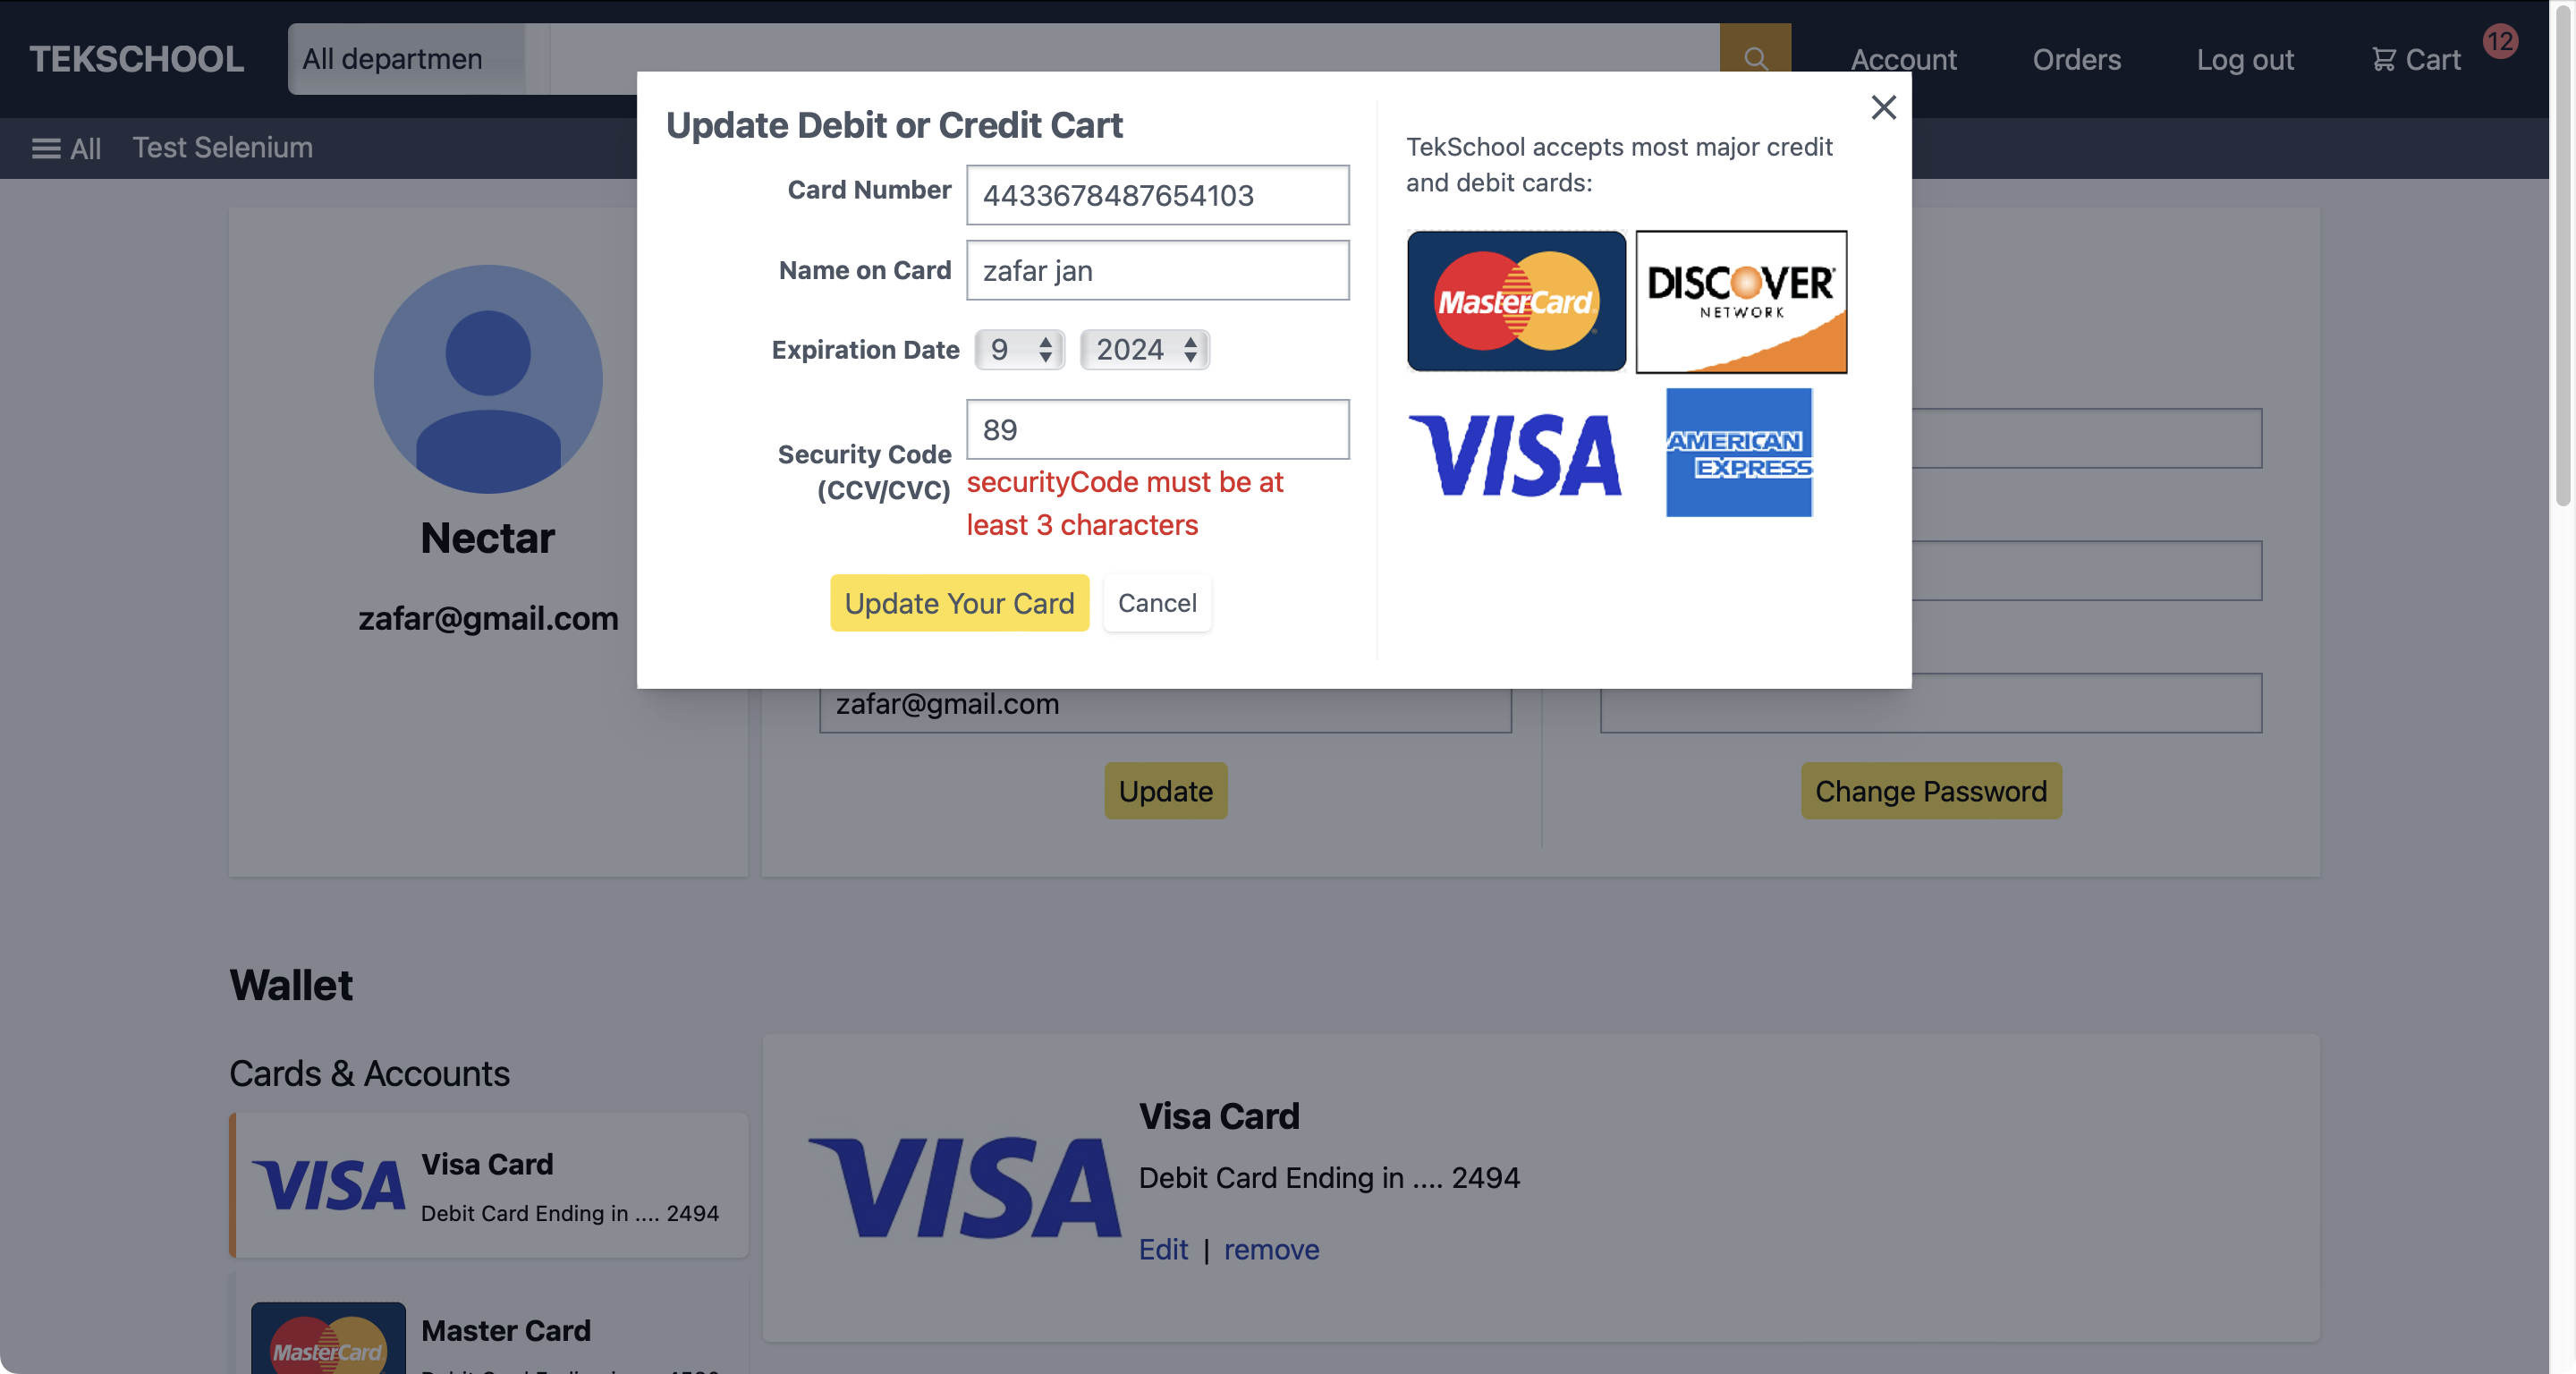 TEKSCHOOL
All departmen
Account
Orders
Log out
Cart
12
All
Test Selenium
Update Debit or Credit Cart
Card Number
4433678487654103
Name on Card
zafar jan
Expiration Date
9
2024
Security Code
(CCV/CVC)
89
securityCode must be at
least 3 characters
Update Your Card
Cancel
TekSchool accepts most major credit
and debit cards:
MasterCard
DISCOVER
NETWORK
VISA
AMERICAN
EXPRESS
Nectar
zafar@gmail.com
zafar@gmail.com
Update
Change Password
Wallet
Cards & Accounts
VISA
Visa Card
Debit Card Ending in .... 2494
MasterCard
Master Card
VISA
Visa Card
Debit Card Ending in .... 2494
Edit | remove